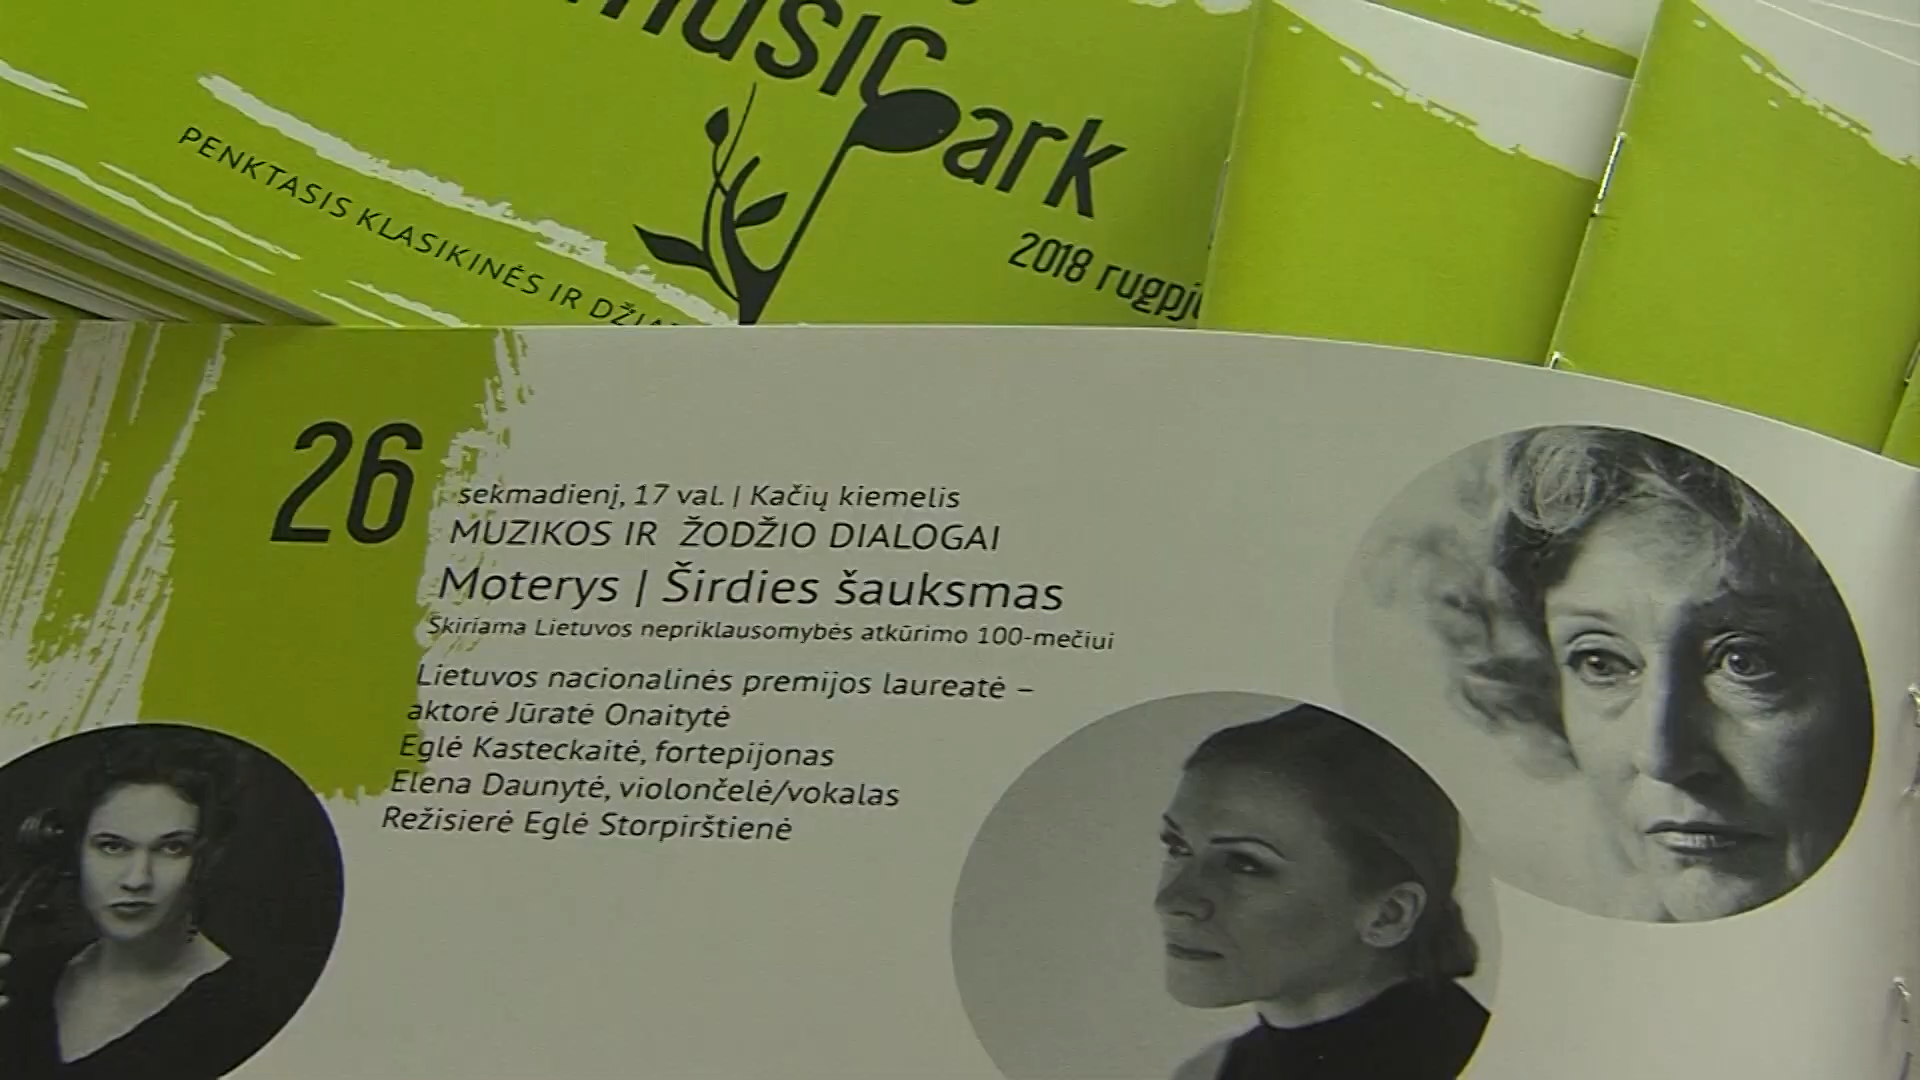 music park
PENKTASIS KLASIKINĖS IR
2018
26
sekmadienį, 17 val. | Kačių kiemelis
MUZIKOS IR ŽODŽIO DIALOGAI
Moterys | Širdies šauksmas
Skiriama Lietuvos nepriklausomybės atkūrimo 100-mečiui
Lietuvos nacionalinės premijos laureatė –
aktorė Jūratė Onaitytė
Eglė Kasteckaitė, fortepijonas
Elena Daunytė, violončelė/vokalas
Režisierė Eglė Storpirštienė